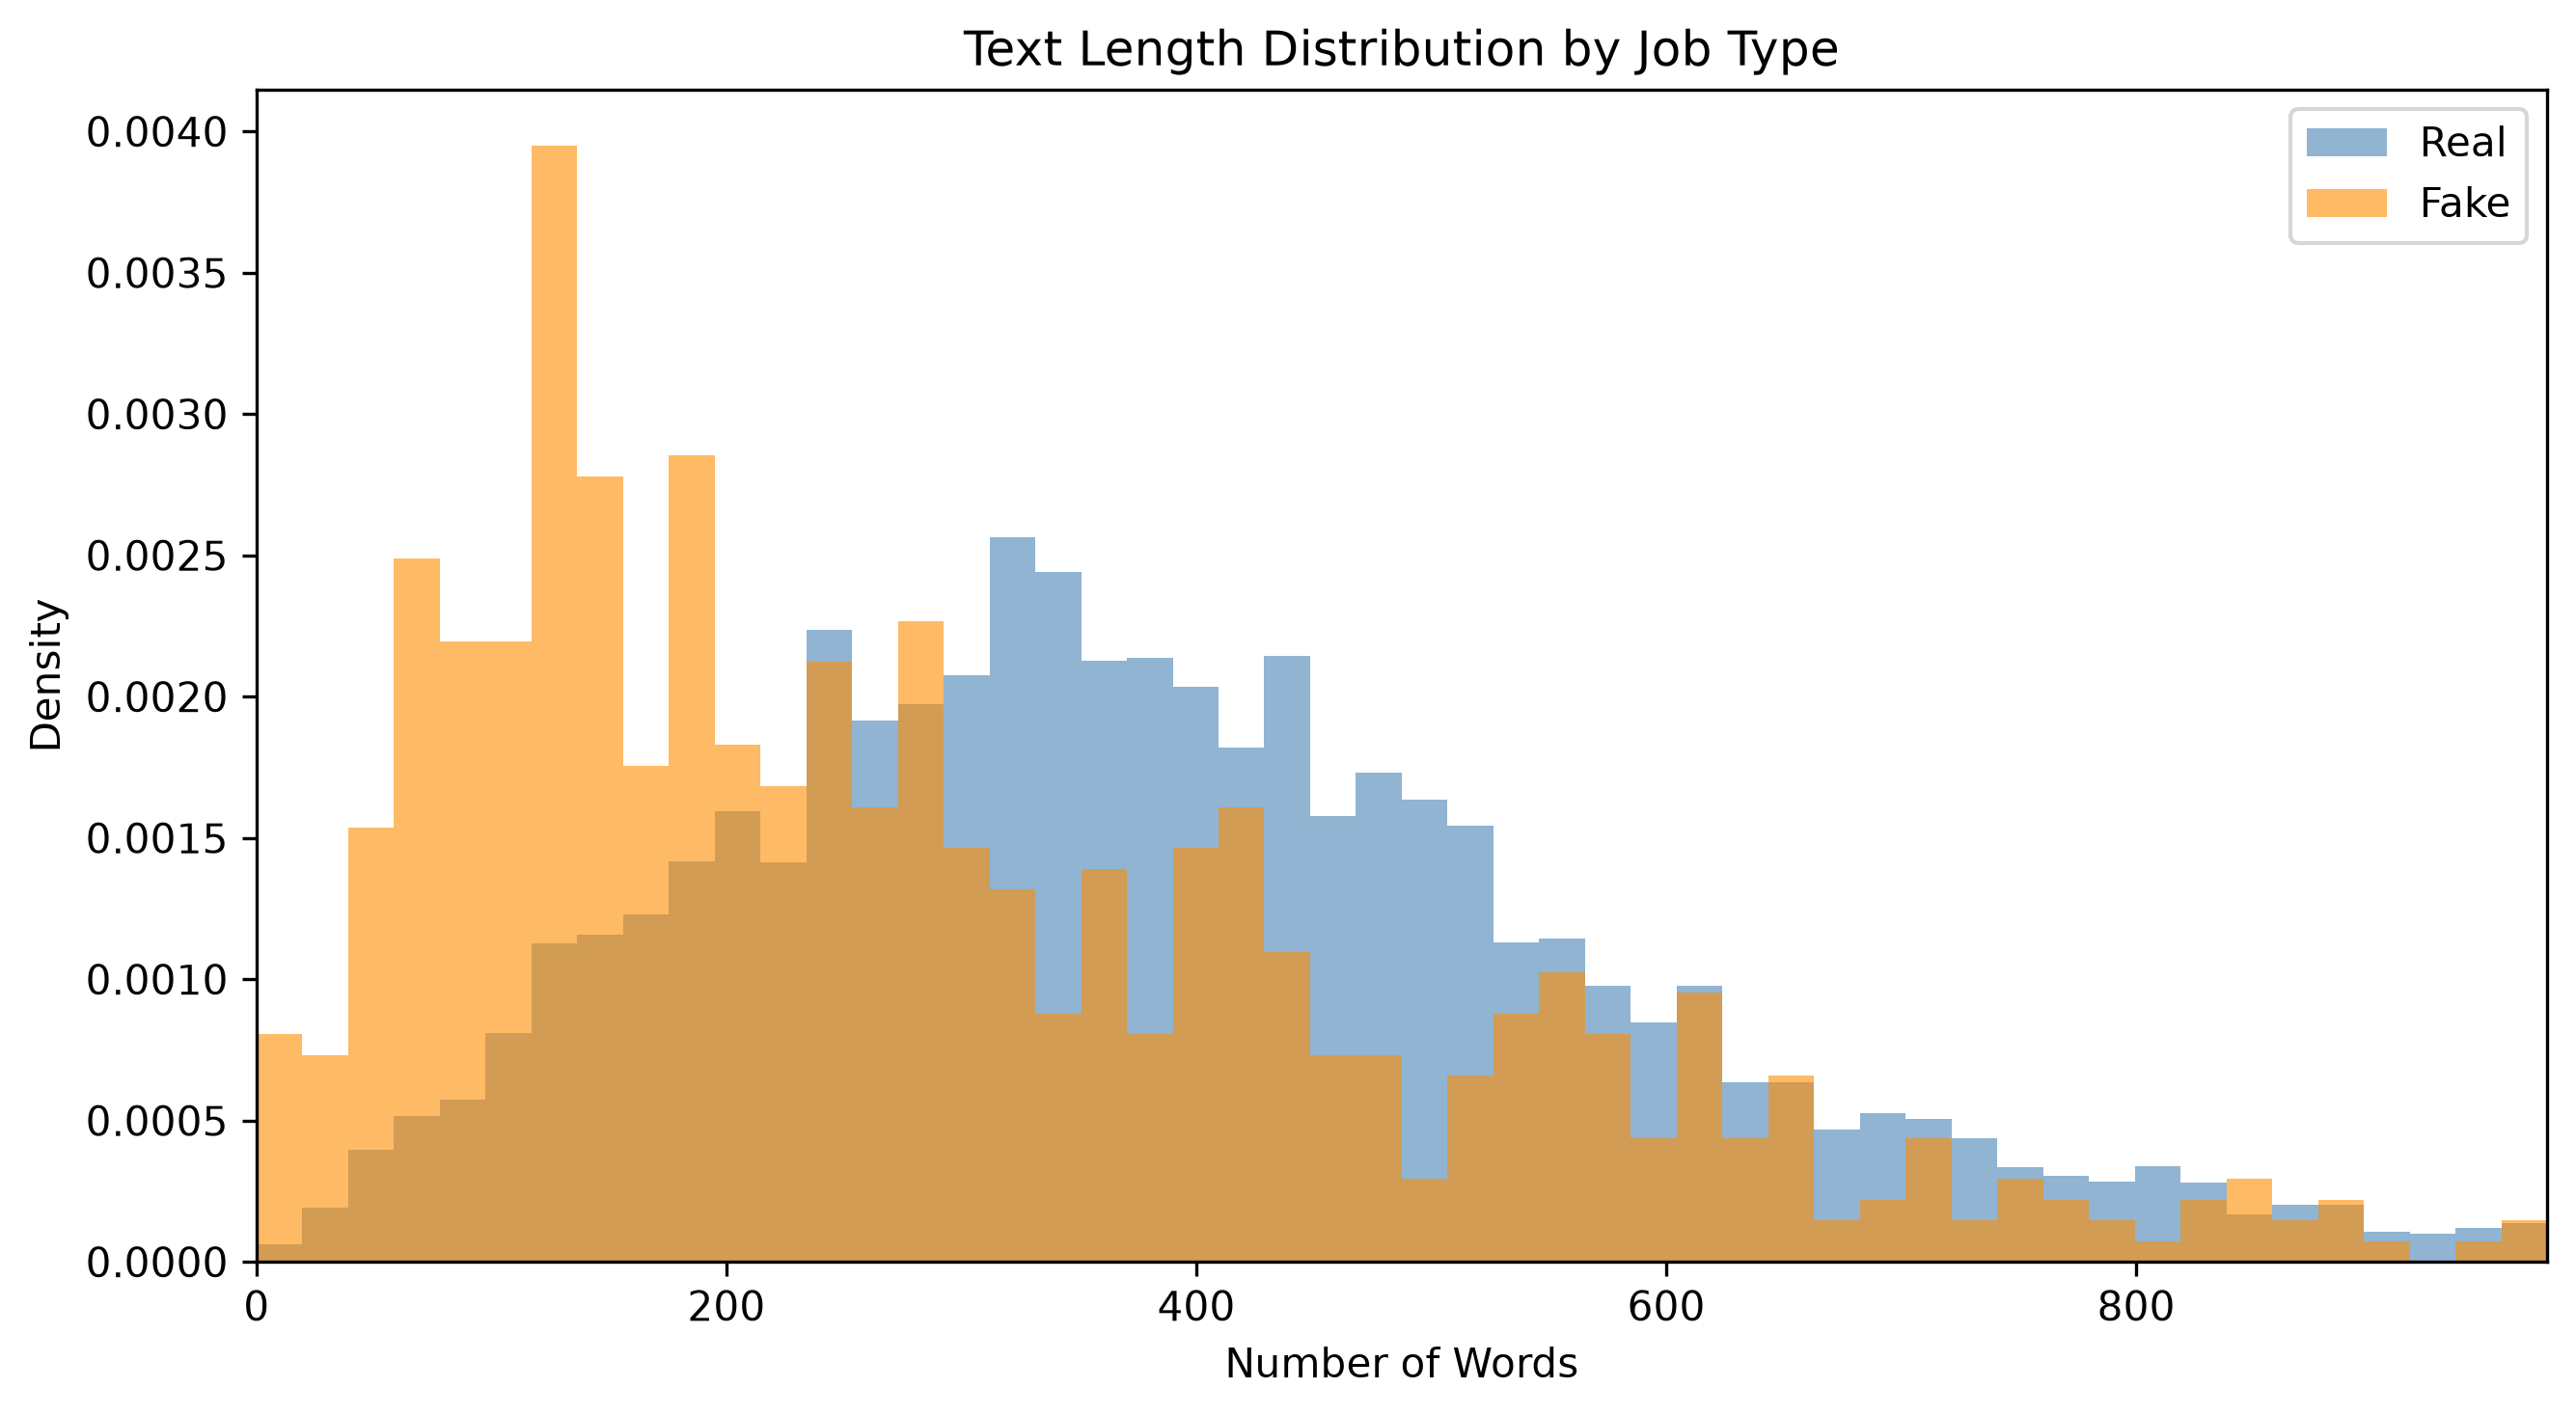 Text Length Distribution by Job Type
Real
Fake
0.0040
0.0035
0.0030
0.0025
0.0020
0.0015
0.0010
0.0005
0.0000
Density
0 200 400 600 800
Number of Words